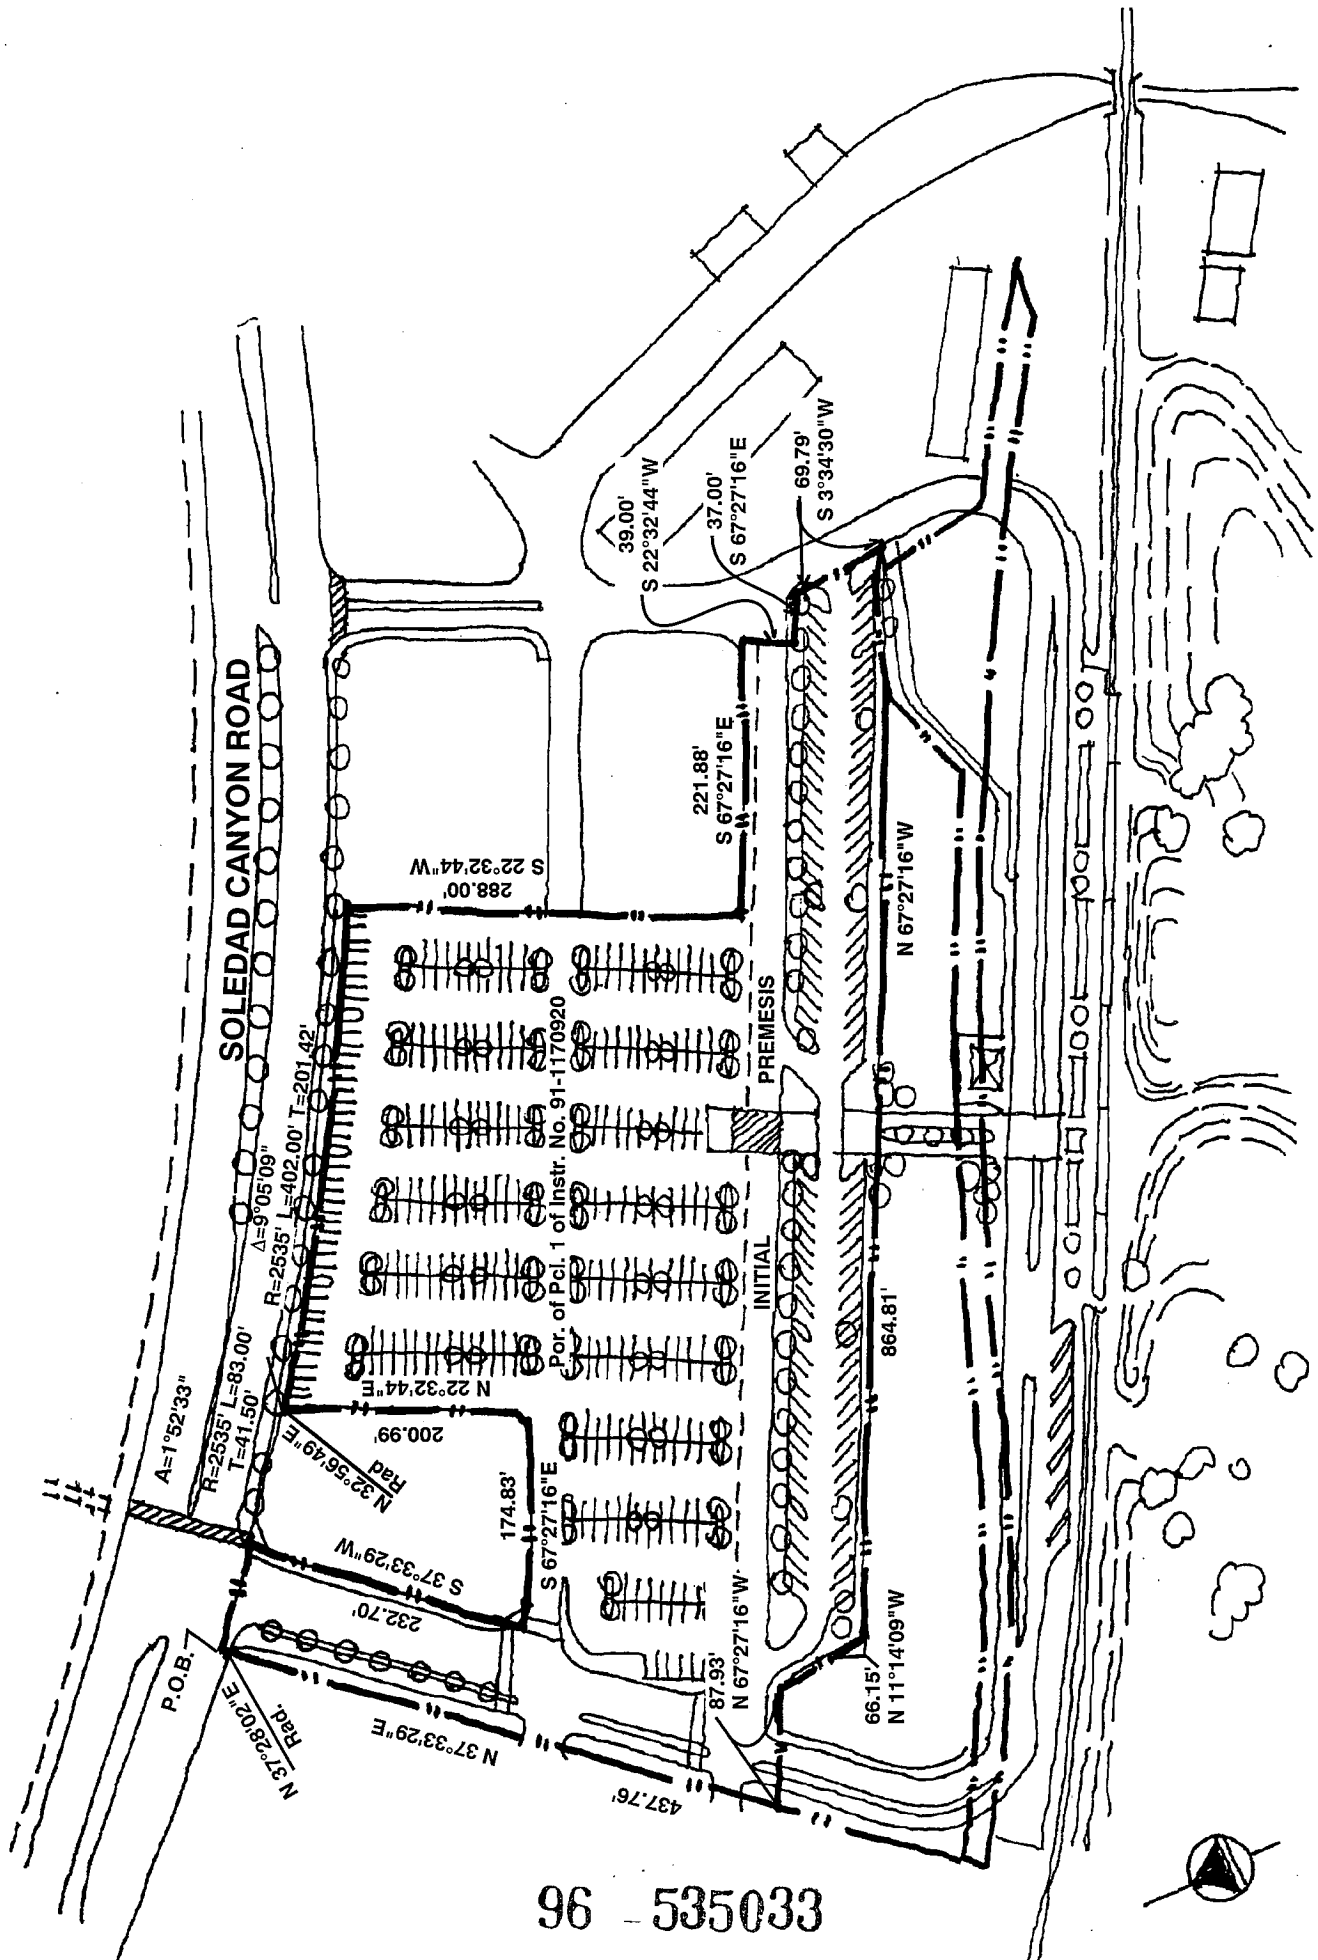 SOLEDAD CANYON ROAD
Δ=9°05'09"
R=2535' L=402.00' T=201.42'
A=1°52'33"
R=2535' L=83.00'
T=41.50'
N 32°56'49"E
Rad
P.O.B.
N 37°28'02"E
Rad.
S 37°33'29"W
232.70'
N 37°33'29"E
437.76'
174.83'
S 67°27'16"E
200.99'
N 22°32'44"E
Por. of Pcl. 1 of Instr. No. 91-1170920
288.00'
S 22°32'44"W
221.88'
S 67°27'16"E
39.00'
S 22°32'44"W
37.00'
S 67°27'16"E
69.79'
S 3°34'30"W
INITIAL PREMESIS
N 67°27'16"W
864.81'
66.15'
N 11°14'09"W
87.93'
N 67°27'16"W
96 535033